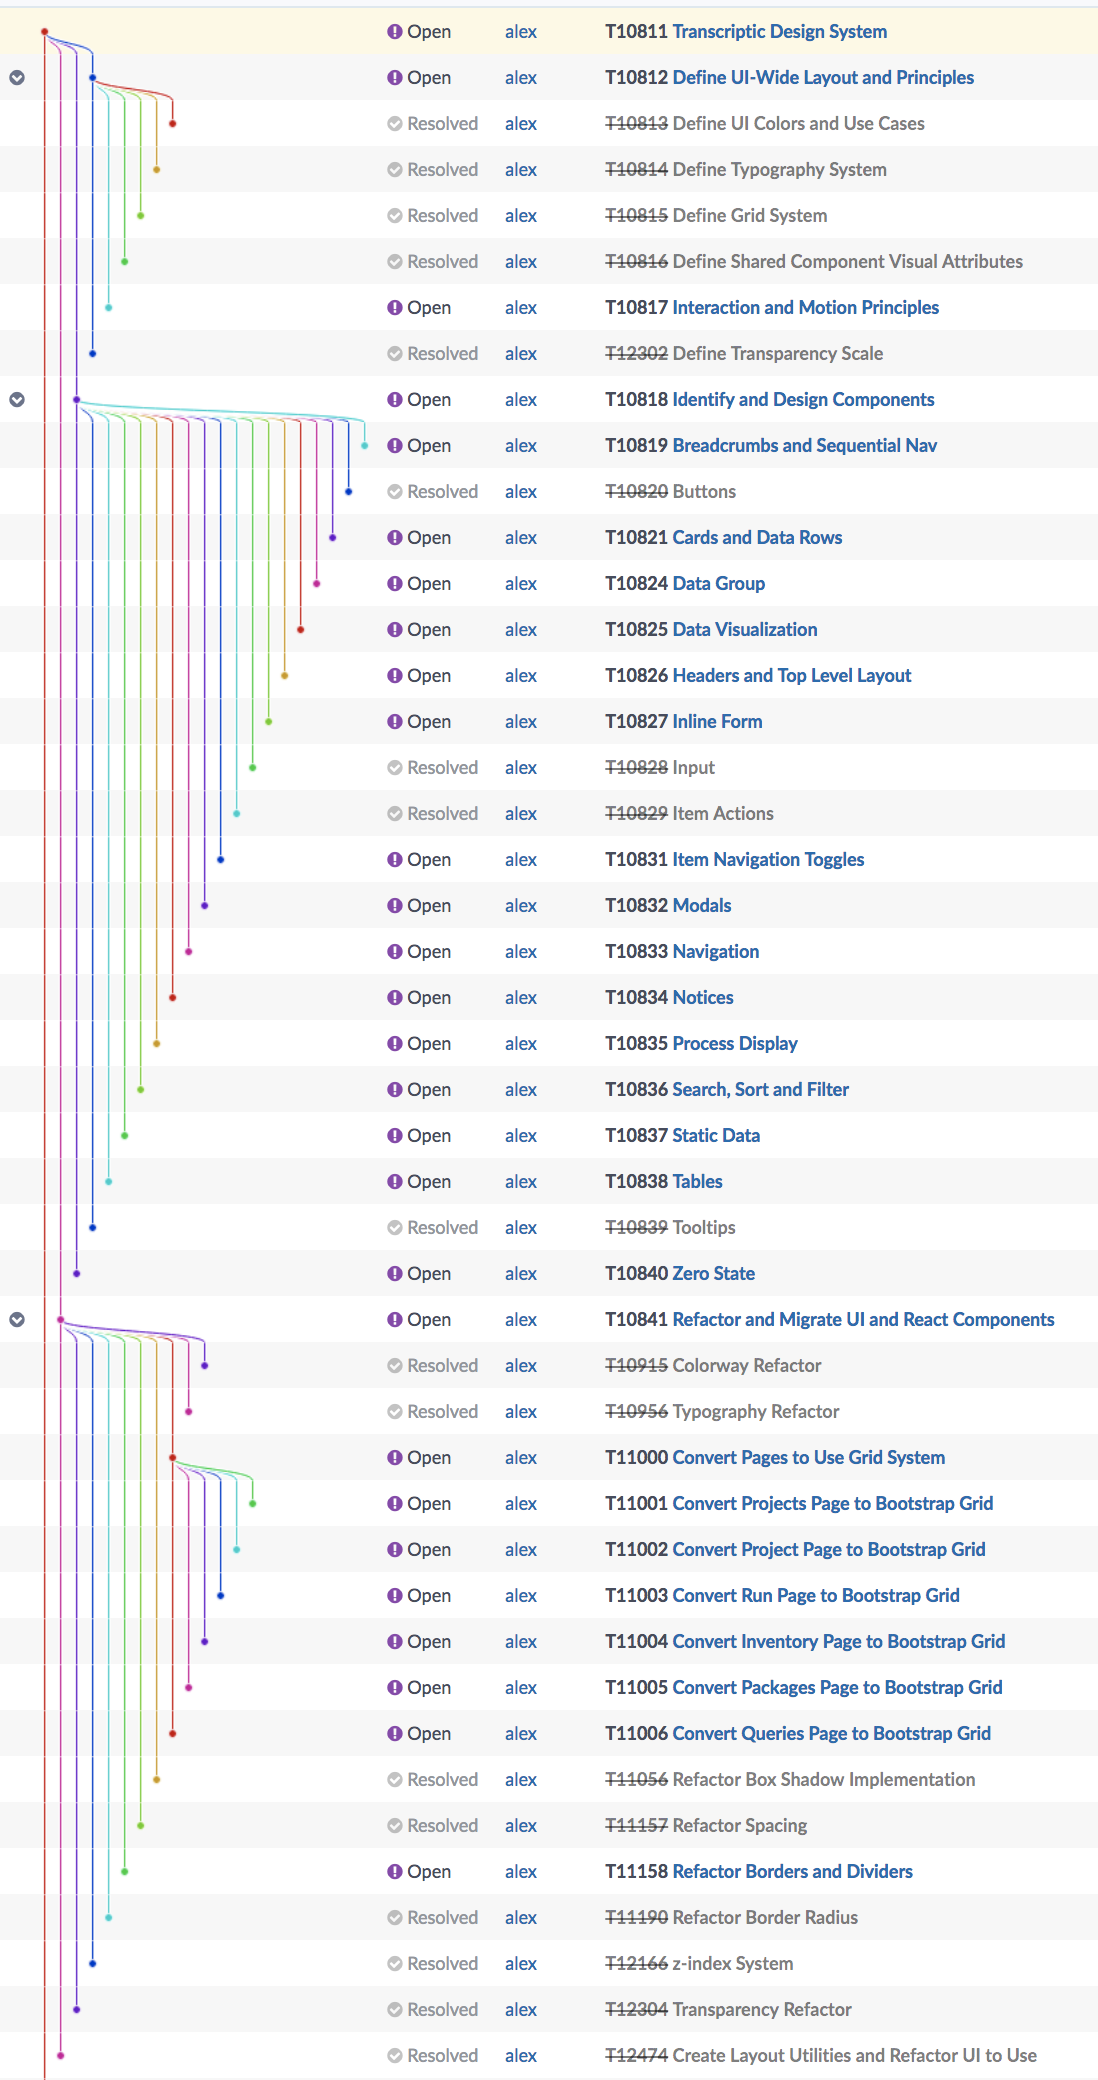 Open alex T10811 Transcriptic Design System
Open alex T10812 Define UI-Wide Layout and Principles
Resolved alex T10813 Define UI Colors and Use Cases
Resolved alex T10814 Define Typography System
Resolved alex T10815 Define Grid System
Resolved alex T10816 Define Shared Component Visual Attributes
Open alex T10817 Interaction and Motion Principles
Resolved alex T12302 Define Transparency Scale
Open alex T10818 Identify and Design Components
Open alex T10819 Breadcrumbs and Sequential Nav
Resolved alex T10820 Buttons
Open alex T10821 Cards and Data Rows
Open alex T10824 Data Group
Open alex T10825 Data Visualization
Open alex T10826 Headers and Top Level Layout
Open alex T10827 Inline Form
Resolved alex T10828 Input
Resolved alex T10829 Item Actions
Open alex T10831 Item Navigation Toggles
Open alex T10832 Modals
Open alex T10833 Navigation
Open alex T10834 Notices
Open alex T10835 Process Display
Open alex T10836 Search, Sort and Filter
Open alex T10837 Static Data
Open alex T10838 Tables
Resolved alex T10839 Tooltips
Open alex T10840 Zero State
Open alex T10841 Refactor and Migrate UI and React Components
Resolved alex T10915 Colorway Refactor
Resolved alex T10956 Typography Refactor
Open alex T11000 Convert Pages to Use Grid System
Open alex T11001 Convert Projects Page to Bootstrap Grid
Open alex T11002 Convert Project Page to Bootstrap Grid
Open alex T11003 Convert Run Page to Bootstrap Grid
Open alex T11004 Convert Inventory Page to Bootstrap Grid
Open alex T11005 Convert Packages Page to Bootstrap Grid
Open alex T11006 Convert Queries Page to Bootstrap Grid
Resolved alex T11056 Refactor Box Shadow Implementation
Resolved alex T11157 Refactor Spacing
Open alex T11158 Refactor Borders and Dividers
Resolved alex T11190 Refactor Border Radius
Resolved alex T12166 z-index System
Resolved alex T12304 Transparency Refactor
Resolved alex T12474 Create Layout Utilities and Refactor UI to Use